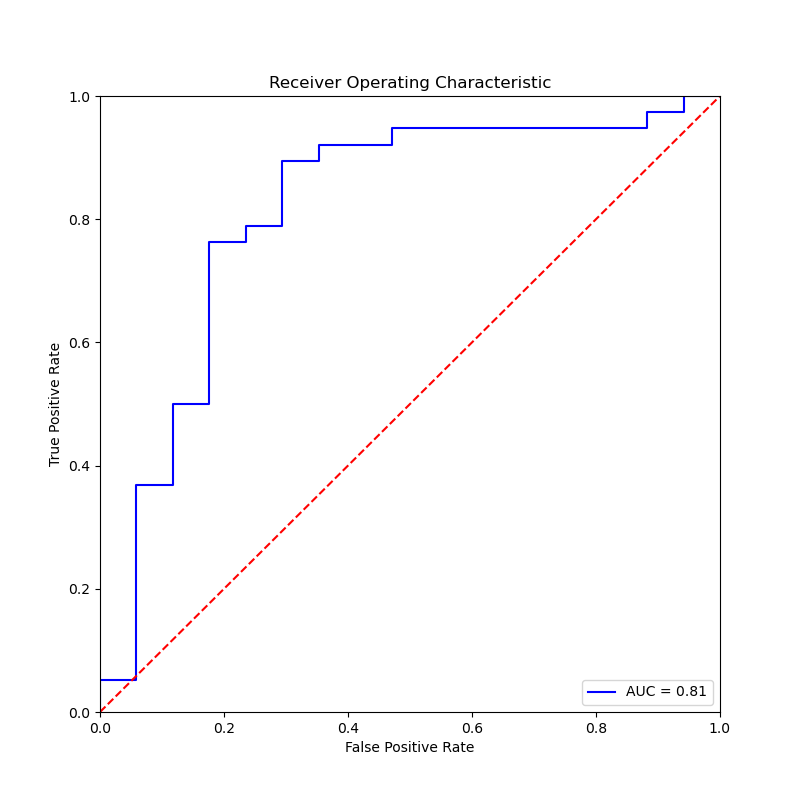 Receiver Operating Characteristic
1.0
0.8
0.6
0.4
0.2
0.0
True Positive Rate
AUC = 0.81
0.0 0.2 0.4 0.6 0.8 1.0
False Positive Rate